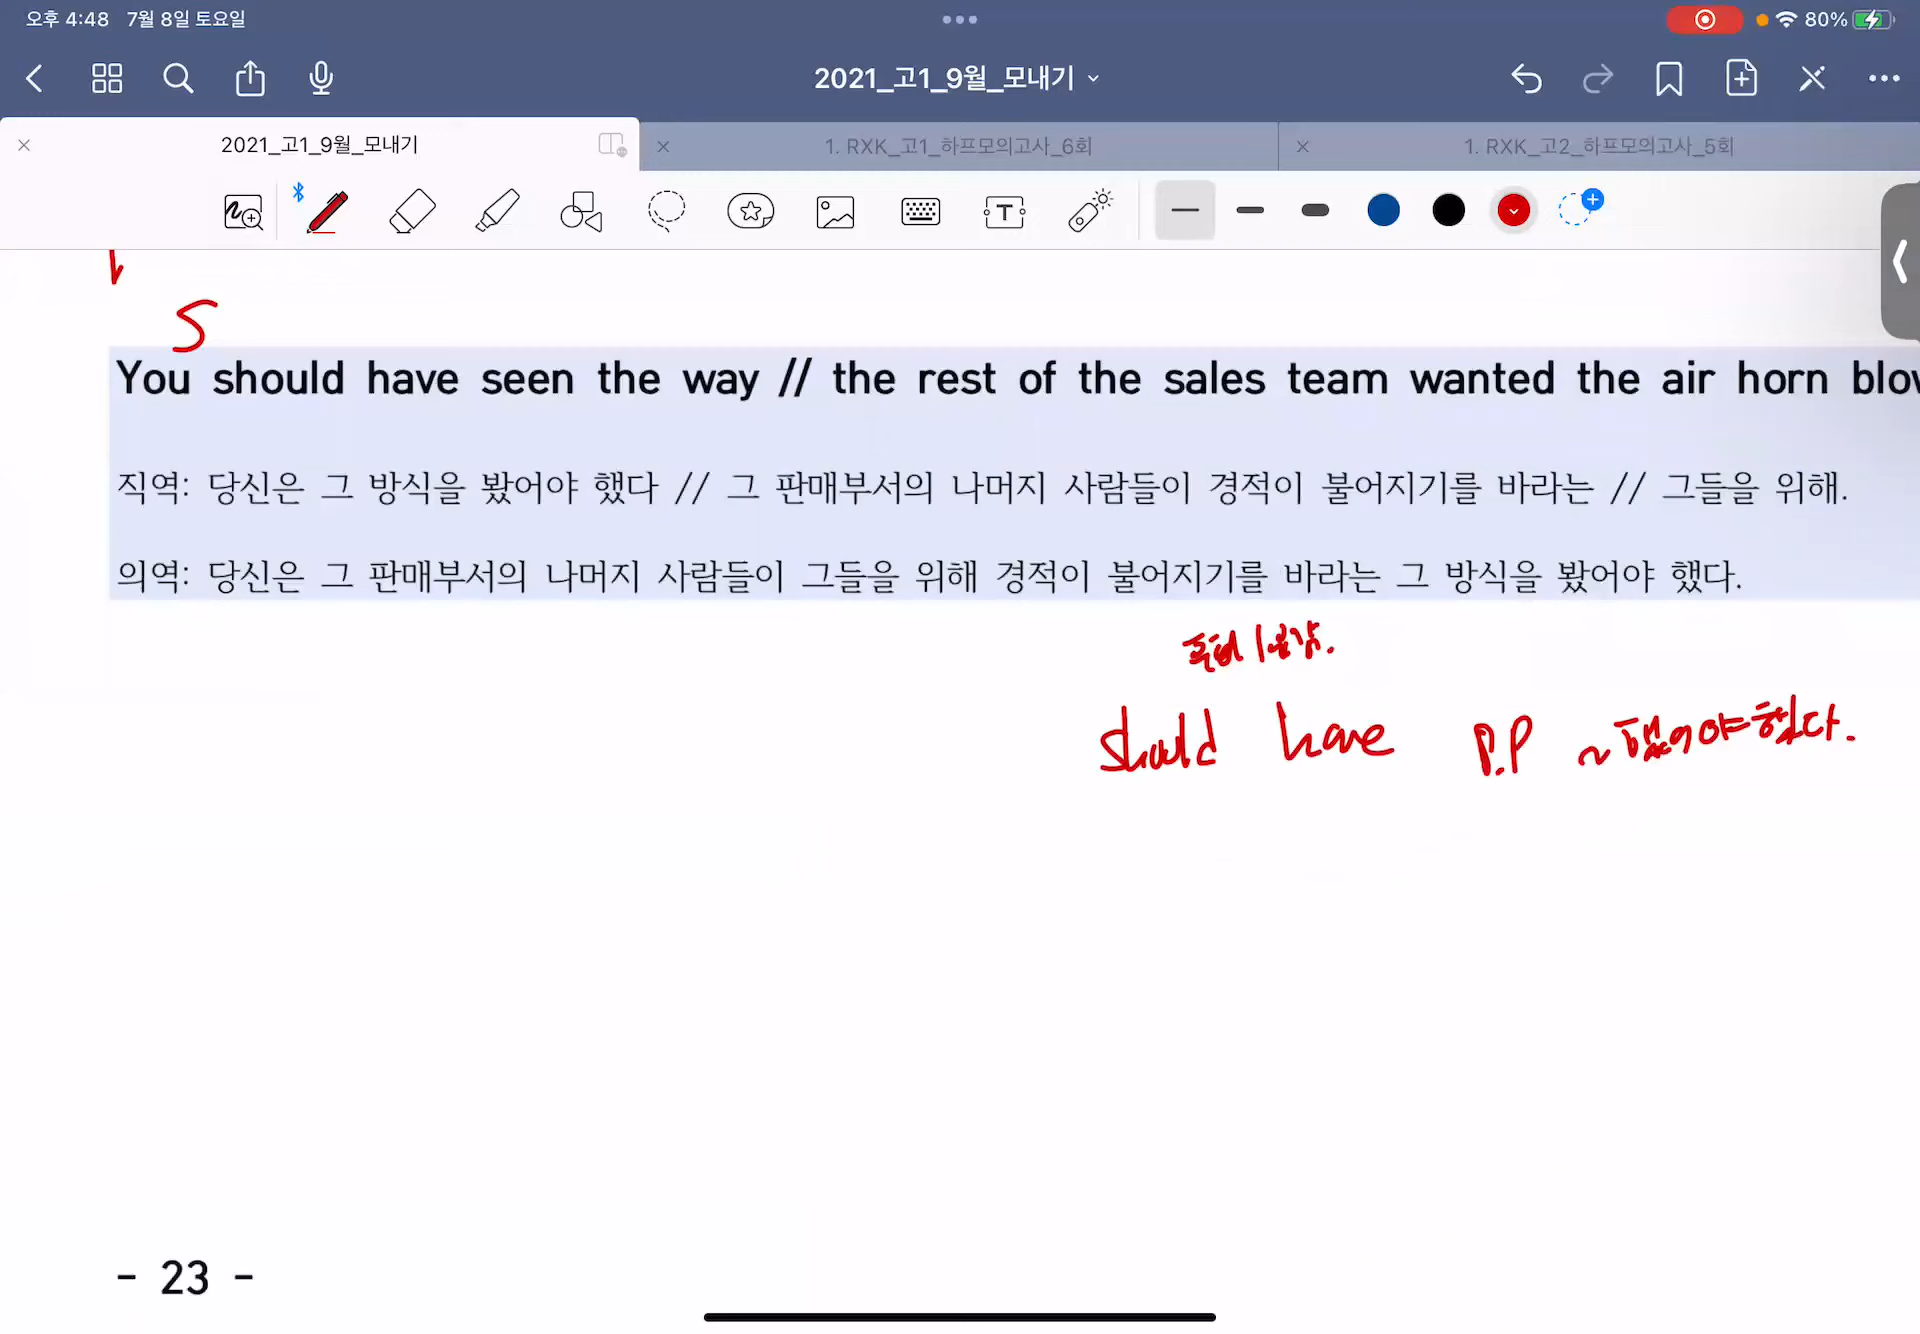 오후 4:48 7월 8일 토요일
80%
2021_고1_9월_모내기
2021_고1_9월_모내기
1. RXK_고1_하프모의고사_6회
1. RXK_고2_하프모의고사_5회
T
S
You should have seen the way // the rest of the sales team wanted the air horn blov
직역: 당신은 그 방식을 봤어야 했다 // 그 판매부서의 나머지 사람들이 경적이 불어지기를 바라는 // 그들을 위해.
의역: 당신은 그 판매부서의 나머지 사람들이 그들을 위해 경적이 불어지기를 바라는 그 방식을 봤어야 했다.
should have P.P ~했어야했다.
- 23 -